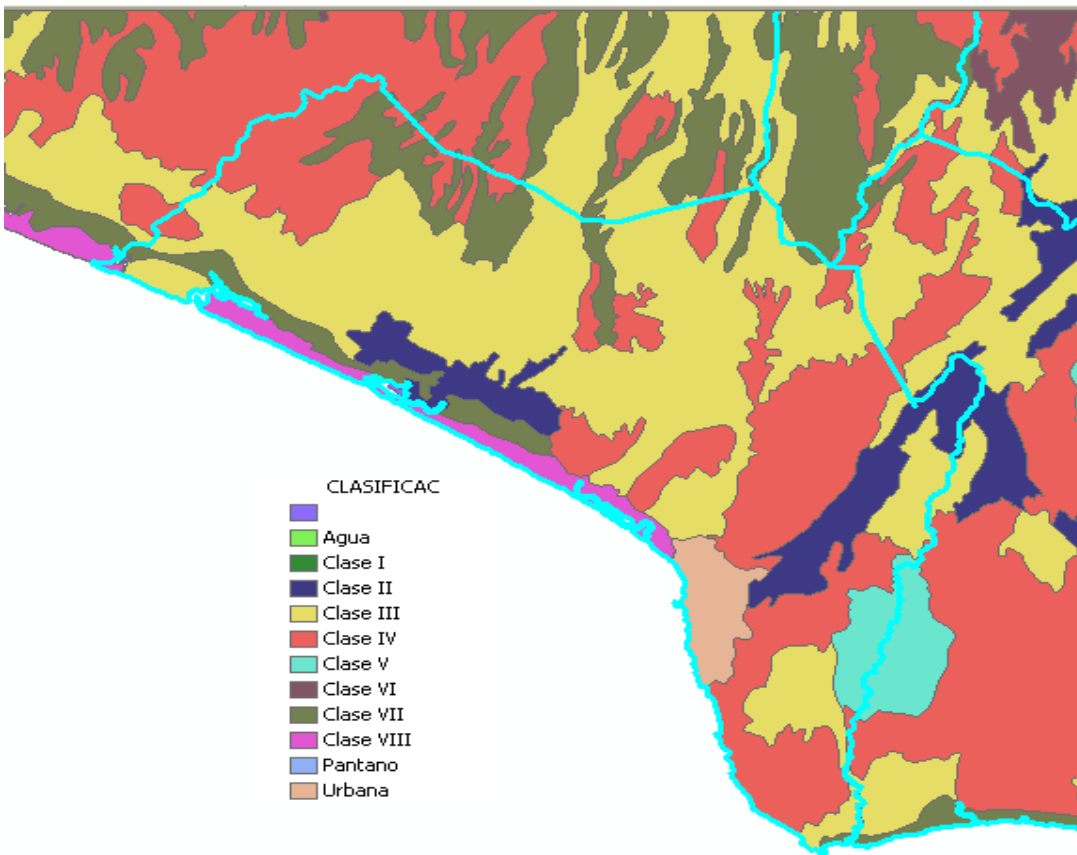 CLASIFICAC
Agua
Clase I
Clase II
Clase III
Clase IV
Clase V
Clase VI
Clase VII
Clase VIII
Pantano
Urbana